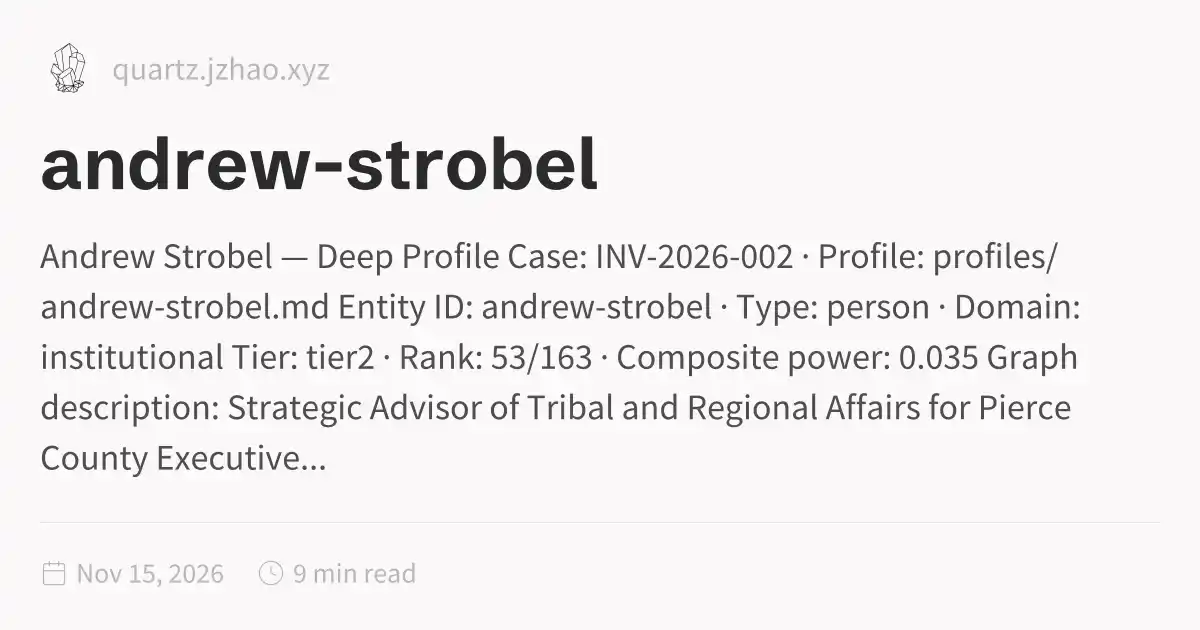 quartz.jzhao.xyz
andrew-strobel
Andrew Strobel — Deep Profile Case: INV-2026-002 · Profile: profiles/
andrew-strobel.md Entity ID: andrew-strobel · Type: person · Domain:
institutional Tier: tier2 · Rank: 53/163 · Composite power: 0.035 Graph
description: Strategic Advisor of Tribal and Regional Affairs for Pierce
County Executive...
Nov 15, 2026 9 min read